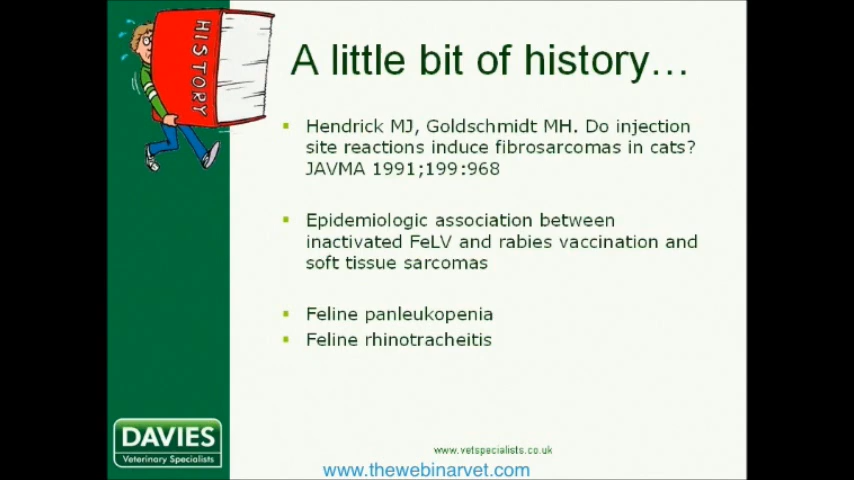 HISTORY
A little bit of history...
Hendrick MJ, Goldschmidt MH. Do injection
site reactions induce fibrosarcomas in cats?
JAVMA 1991;199:968
Epidemiologic association between
inactivated FeLV and rabies vaccination and
soft tissue sarcomas
Feline panleukopenia
Feline rhinotracheitis
DAVIES
Veterinary Specialists
www.vetspecialists.co.uk
www.thewebinarvet.com